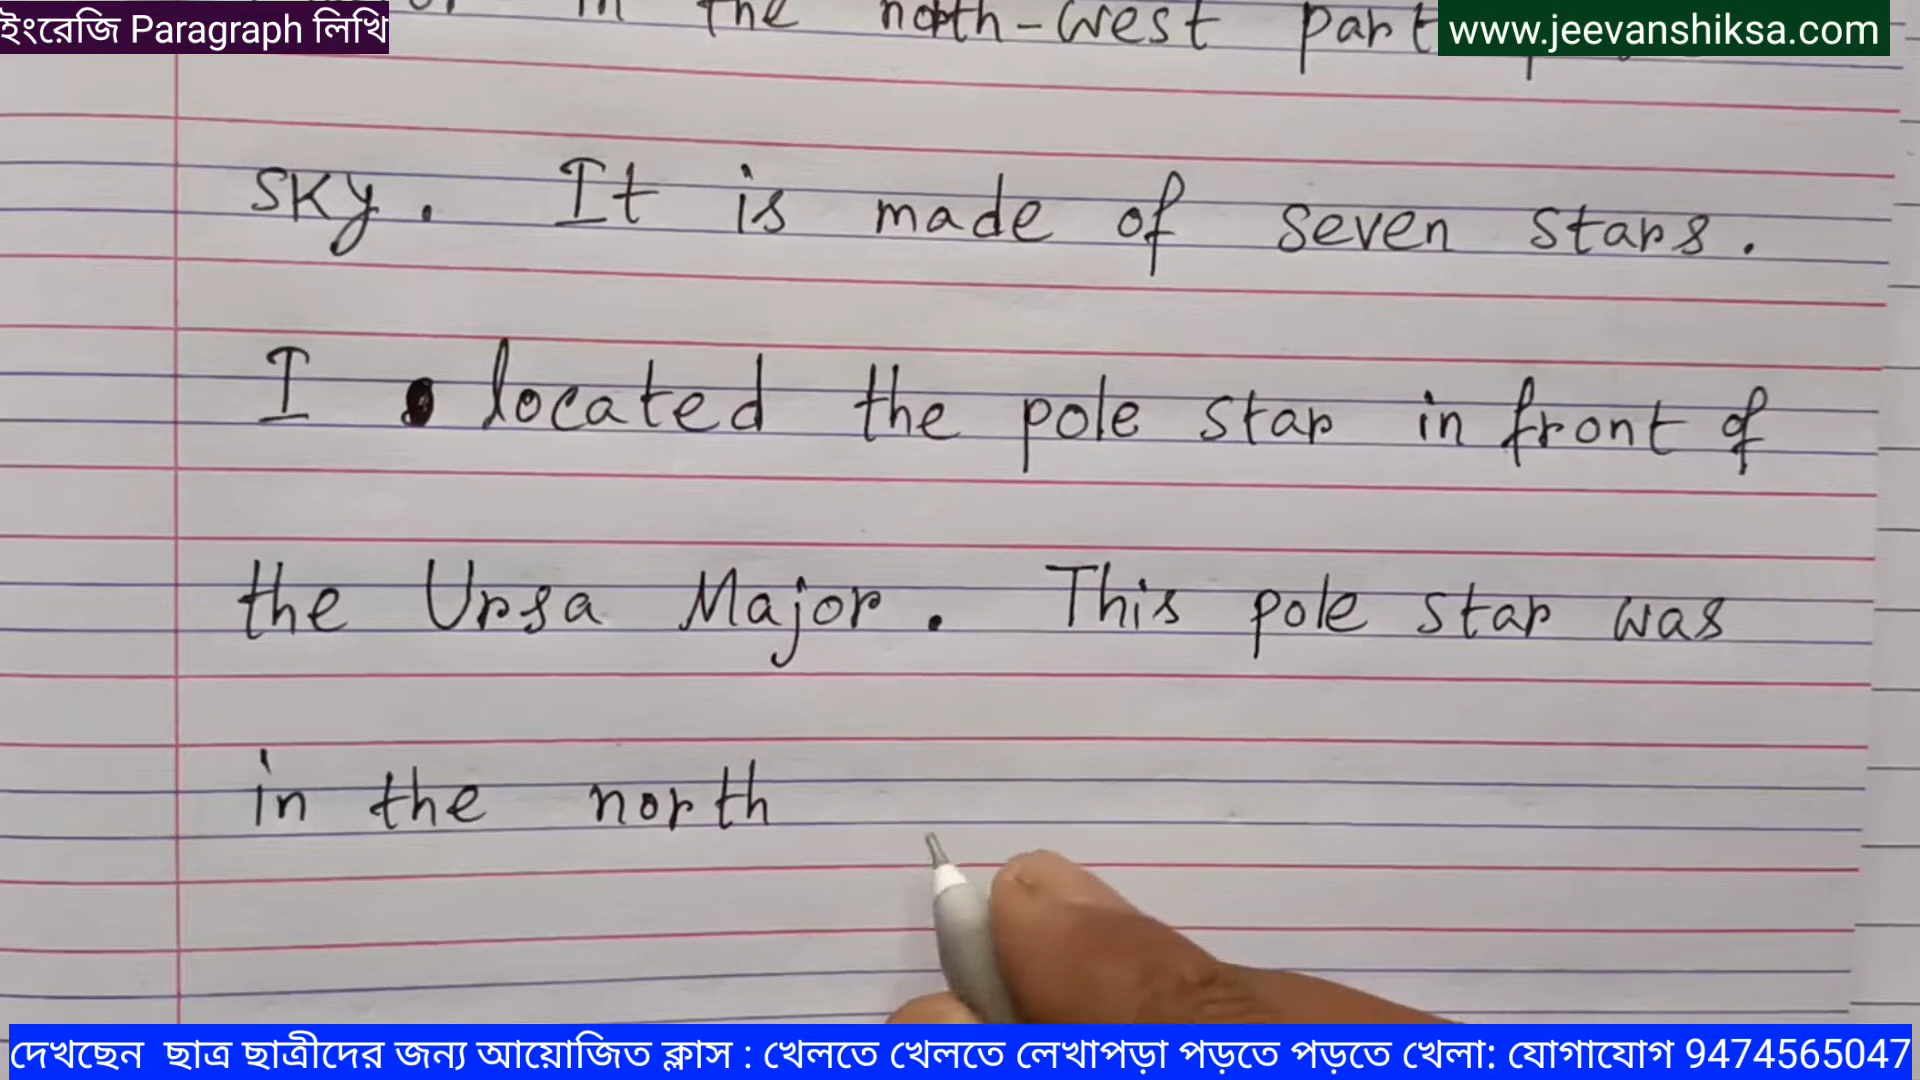 ইংরেজি Paragraph লিখি
www.jeevanshiksa.com
in the north-west part
sky. It is made of seven stars.
I located the pole star in front of
the Ursa Major. This pole star was
in the north
দেখছেন ছাত্র ছাত্রীদের জন্য আয়োজিত ক্লাস : খেলতে খেলতে লেখাপড়া পড়তে পড়তে খেলা: যোগাযোগ 9474565047